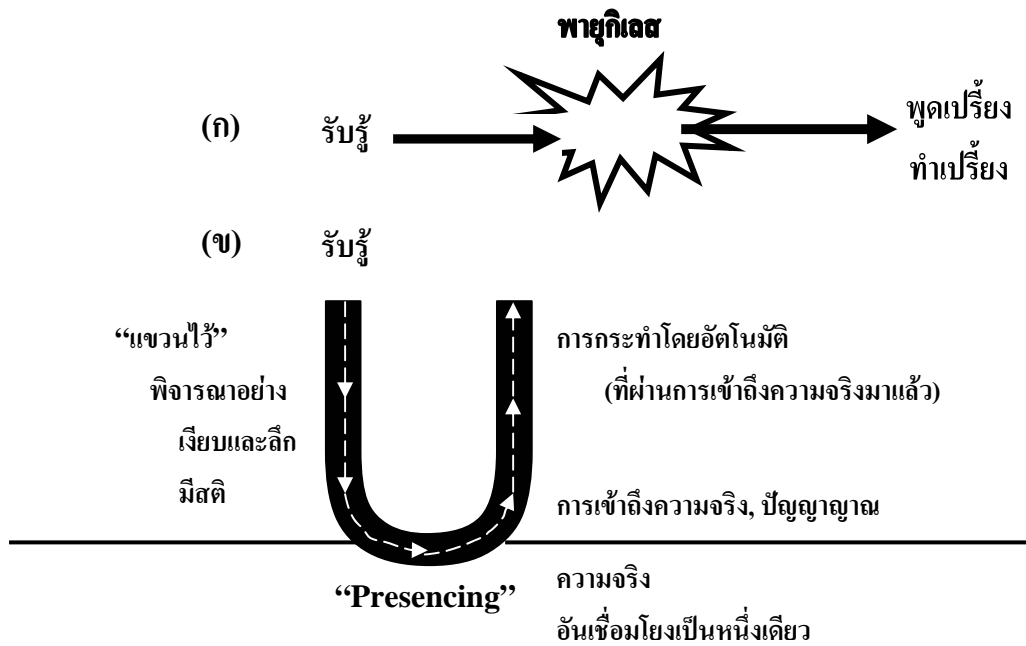 พายุกิเลส
(ก) รับรู้
พูดเปรี้ยง
ทำเปรี้ยง
(ข) รับรู้
“แขวนไว้”
พิจารณาอย่าง
เงียบและลึก
มีสติ
การกระทำโดยอัตโนมัติ
(ที่ผ่านการเข้าถึงความจริงมาแล้ว)
การเข้าถึงความจริง, ปัญญาญาณ
“Presencing”
ความจริง
อันเชื่อมโยงเป็นหนึ่งเดียว